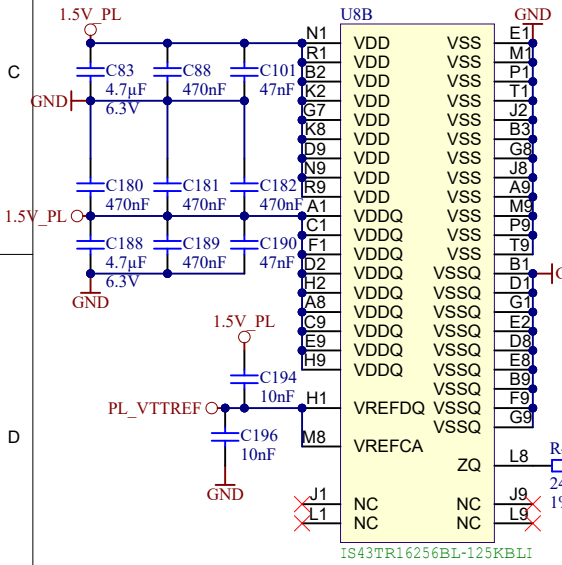 1.5V_PL
U8B
GND
C
C83
4.7µF
6.3V
C88
470nF
C101
47nF
GND
C180
470nF
C181
470nF
C182
470nF
1.5V_PL
C188
4.7µF
6.3V
C189
470nF
C190
47nF
GND
1.5V_PL
C194
10nF
PL_VTTREF
C196
10nF
GND
D
N1 VDD VSS E1
R1 VDD VSS M1
B2 VDD VSS P1
K2 VDD VSS T1
G7 VDD VSS J2
K8 VDD VSS B3
D9 VDD VSS G8
N9 VDD VSS J8
R9 VDD VSS A9
A1 VDDQ VSS M9
C1 VDDQ VSS P9
F1 VDDQ VSS T9
D2 VDDQ VSSQ B1
H2 VDDQ VSSQ D1
A8 VDDQ VSSQ G1
C9 VDDQ VSSQ E2
E9 VDDQ VSSQ D8
H9 VDDQ VSSQ E8
VSSQ B9
H1 VREFDQ VSSQ F9
VSSQ G9
M8 VREFCA
ZQ L8
J1 NC NC J9
L1 NC NC L9
IS43TR16256BL-125KBLI